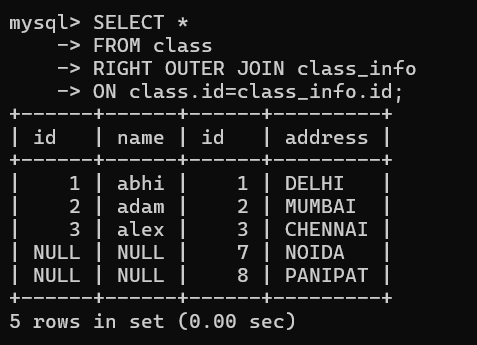 mysql> SELECT *
    -> FROM class
    -> RIGHT OUTER JOIN class_info
    -> ON class.id=class_info.id;
+------+------+------+---------+
| id   | name | id   | address |
+------+------+------+---------+
|    1 | abhi |    1 | DELHI   |
|    2 | adam |    2 | MUMBAI  |
|    3 | alex |    3 | CHENNAI |
| NULL | NULL |    7 | NOIDA   |
| NULL | NULL |    8 | PANIPAT |
+------+------+------+---------+
5 rows in set (0.00 sec)